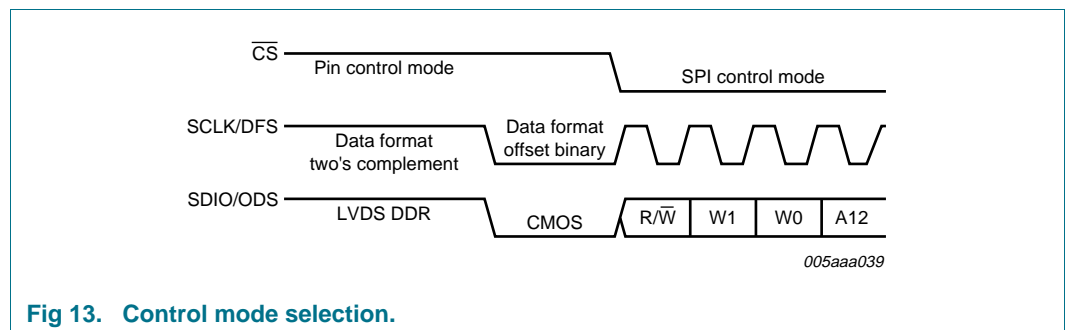 C̅S̅
Pin control mode
SPI control mode
SCLK/DFS
Data format
two's complement
Data format
offset binary
SDIO/ODS
LVDS DDR
CMOS
R/W̅
W1
W0
A12
005aaa039
Fig 13. Control mode selection.